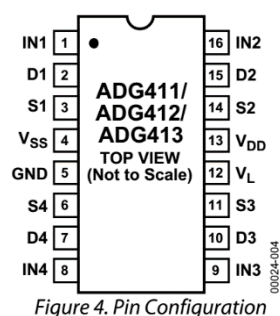 IN1 1 16 IN2
D1 2 15 D2
S1 3 14 S2
VSS 4 13 VDD
GND 5 12 VL
S4 6 11 S3
D4 7 10 D3
IN4 8 9 IN3
ADG411/
ADG412/
ADG413
TOP VIEW
(Not to Scale)
00024-004
Figure 4. Pin Configuration